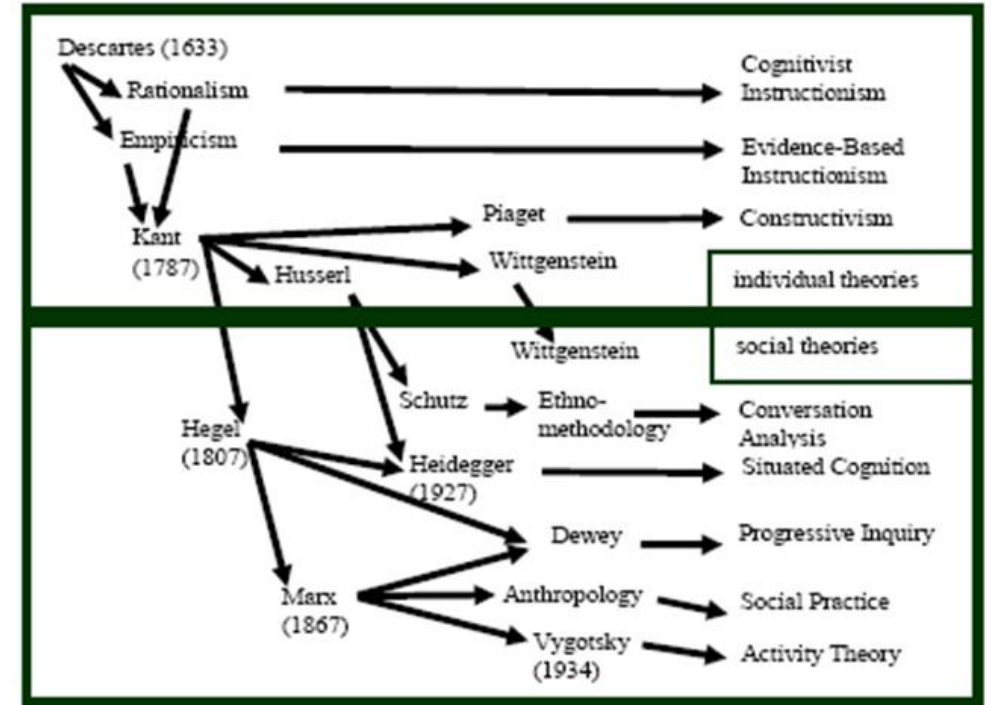 Descartes (1633)
Rationalism
Cognitivist
Instructionism
Empiricism
Evidence-Based
Instructionism
Kant
(1787)
Piaget
Constructivism
Husserl
Wittgenstein
individual theories
Wittgenstein
social theories
Schutz
Ethno-
methodology
Conversation
Analysis
Hegel
(1807)
Heidegger
(1927)
Situated Cognition
Dewey
Progressive Inquiry
Marx
(1867)
Anthropology
Social Practice
Vygotsky
(1934)
Activity Theory